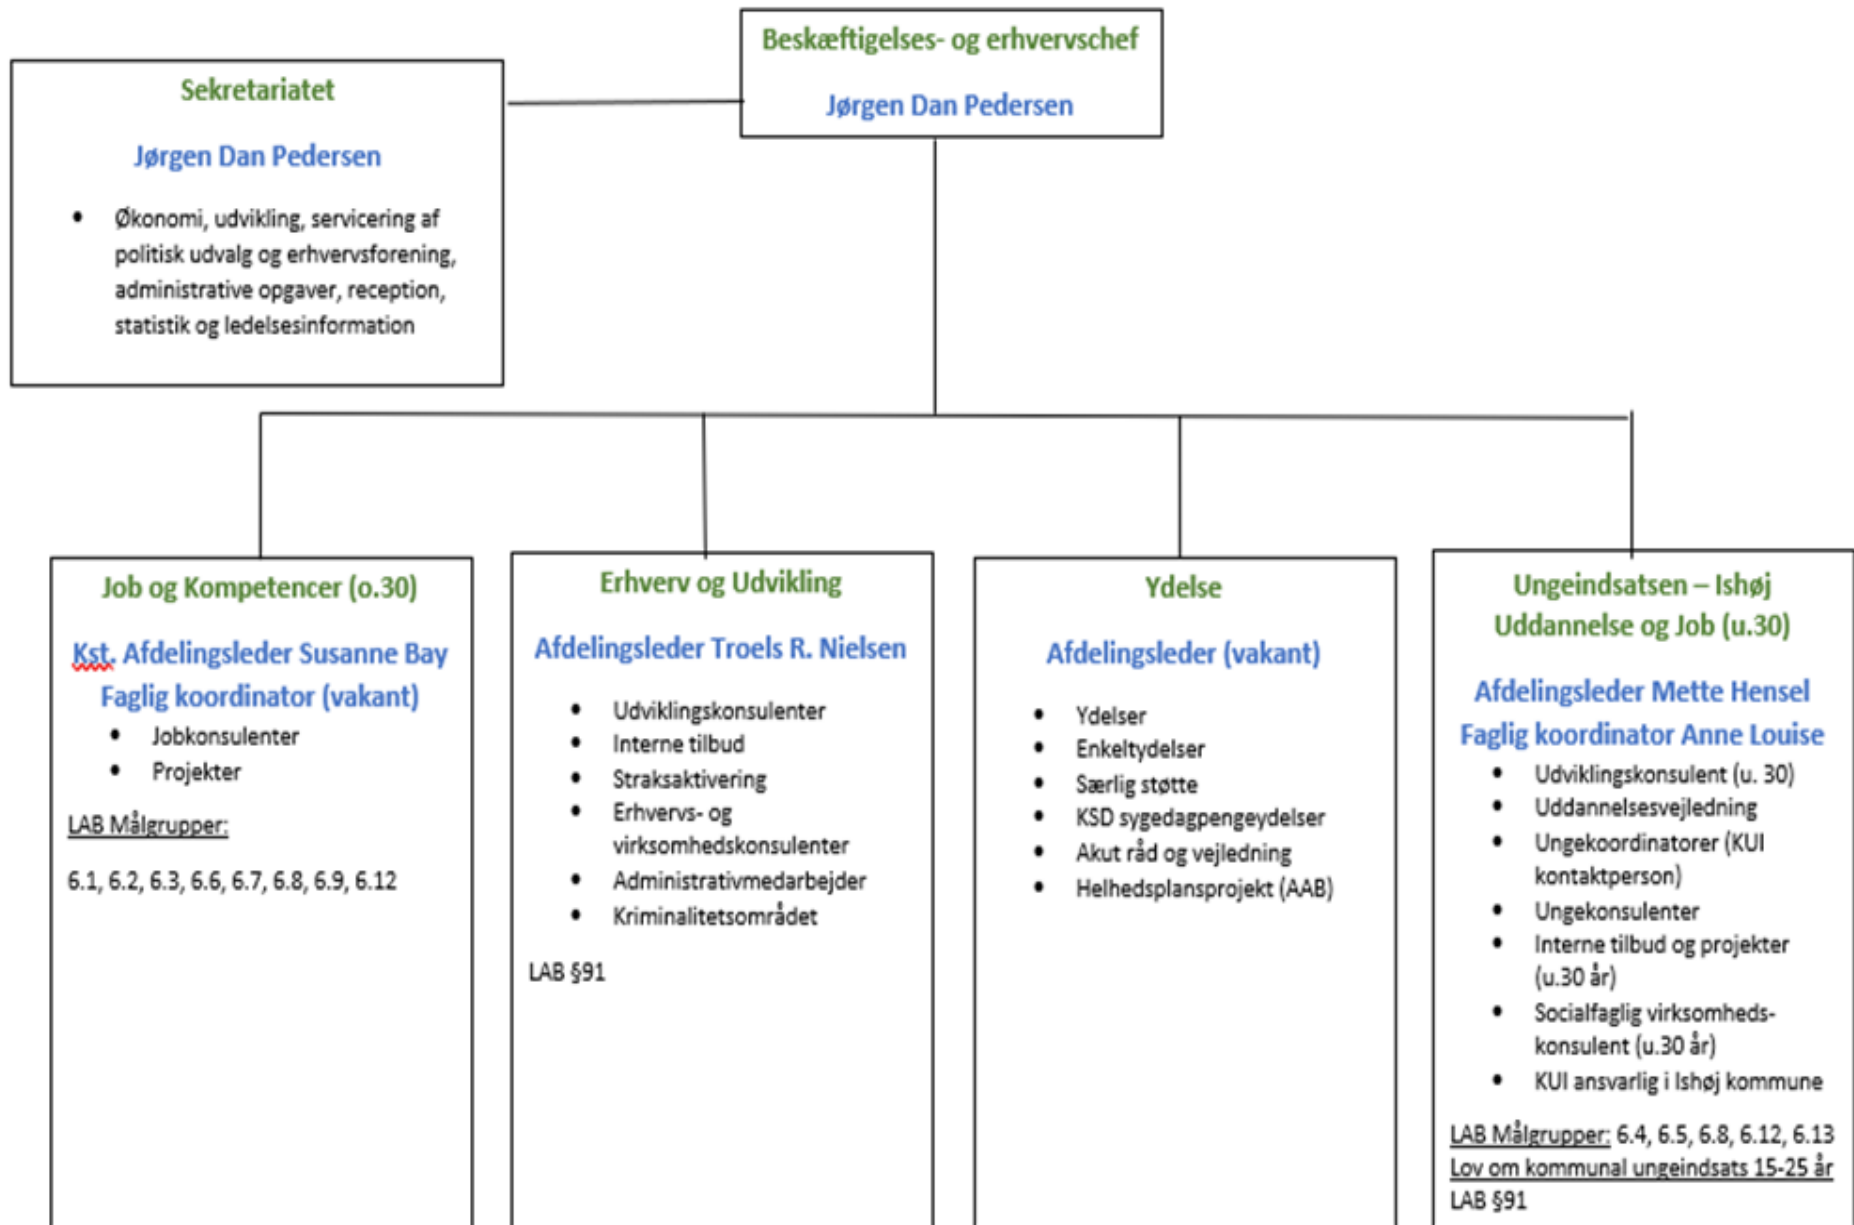 Beskæftigelses- og erhvervschef
Jørgen Dan Pedersen
Sekretariatet
Jørgen Dan Pedersen
• Økonomi, udvikling, servicering af
politisk udvalg og erhvervsforening,
administrative opgaver, reception,
statistik og ledelsesinformation
Job og Kompetencer (o.30)
Kst. Afdelingsleder Susanne Bay
Faglig koordinator (vakant)
• Jobkonsulenter
• Projekter
LAB Målgrupper:
6.1, 6.2, 6.3, 6.6, 6.7, 6.8, 6.9, 6.12
Erhverv og Udvikling
Afdelingsleder Troels R. Nielsen
• Udviklingskonsulenter
• Interne tilbud
• Straksaktivering
• Erhvervs- og
virksomhedskonsulenter
• Administrativmedarbejder
• Kriminalitetsområdet
LAB §91
Ydelse
Afdelingsleder (vakant)
• Ydelser
• Enkeltydelser
• Særlig støtte
• KSD sygedagpengeydelser
• Akut råd og vejledning
• Helhedsplansprojekt (AAB)
Ungeindsatsen – Ishøj
Uddannelse og Job (u.30)
Afdelingsleder Mette Hensel
Faglig koordinator Anne Louise
• Udviklingskonsulent (u. 30)
• Uddannelsesvejledning
• Ungekoordinatorer (KUI
kontaktperson)
• Ungekonsulenter
• Interne tilbud og projekter
(u.30 år)
• Socialfaglig virksomheds-
konsulent (u.30 år)
• KUI ansvarlig i Ishøj kommune
LAB Målgrupper: 6.4, 6.5, 6.8, 6.12, 6.13
Lov om kommunal ungeindsats 15-25 år
LAB §91